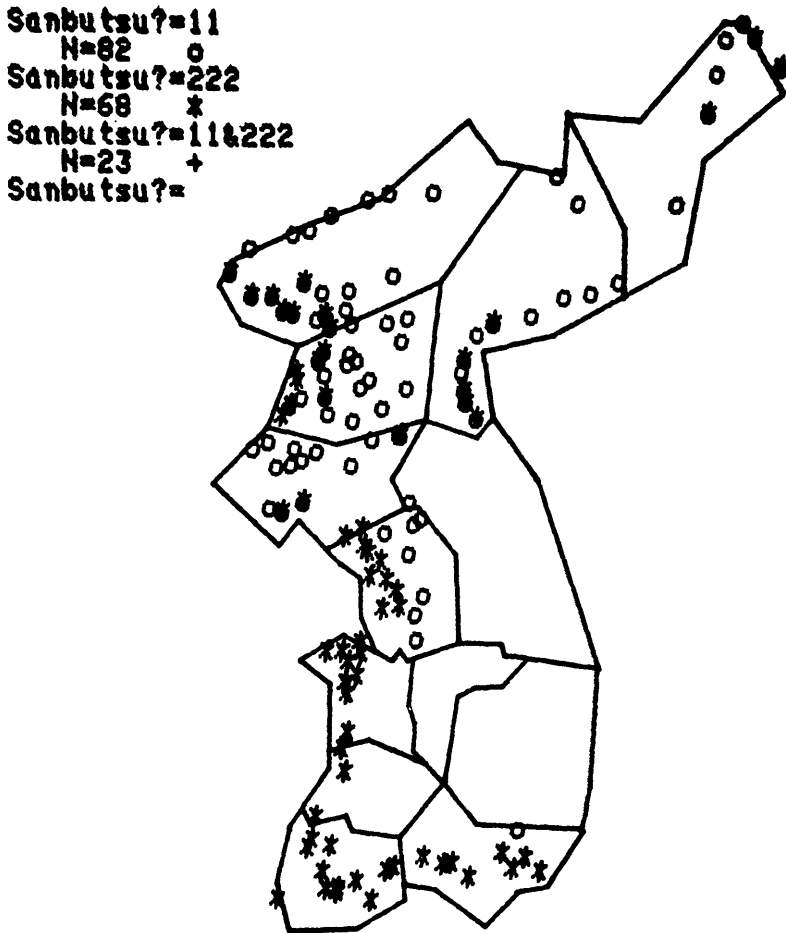 Sanbutsu?=11
N=82 o
Sanbutsu?=222
N=68 *
Sanbutsu?=11&222
N=23 +
Sanbutsu?=